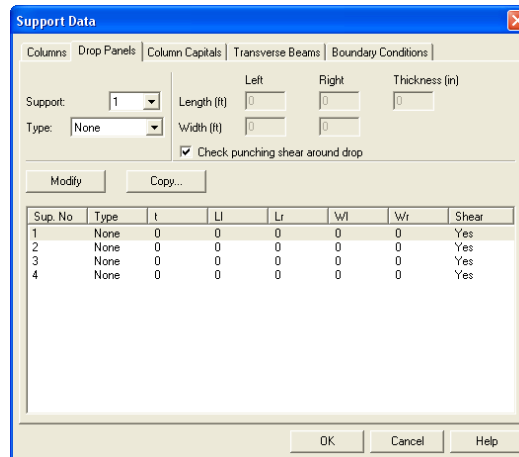 Support Data
Columns Drop Panels Column Capitals Transverse Beams Boundary Conditions
Left Right Thickness (in)
Support: 1 Length (ft) 0 0 0
Type: None Width (ft) 0 0
Check punching shear around drop
Modify Copy...
Sup. No Type t Ll Lr Wl Wr Shear
1 None 0 0 0 0 0 Yes
2 None 0 0 0 0 0 Yes
3 None 0 0 0 0 0 Yes
4 None 0 0 0 0 0 Yes
OK Cancel Help